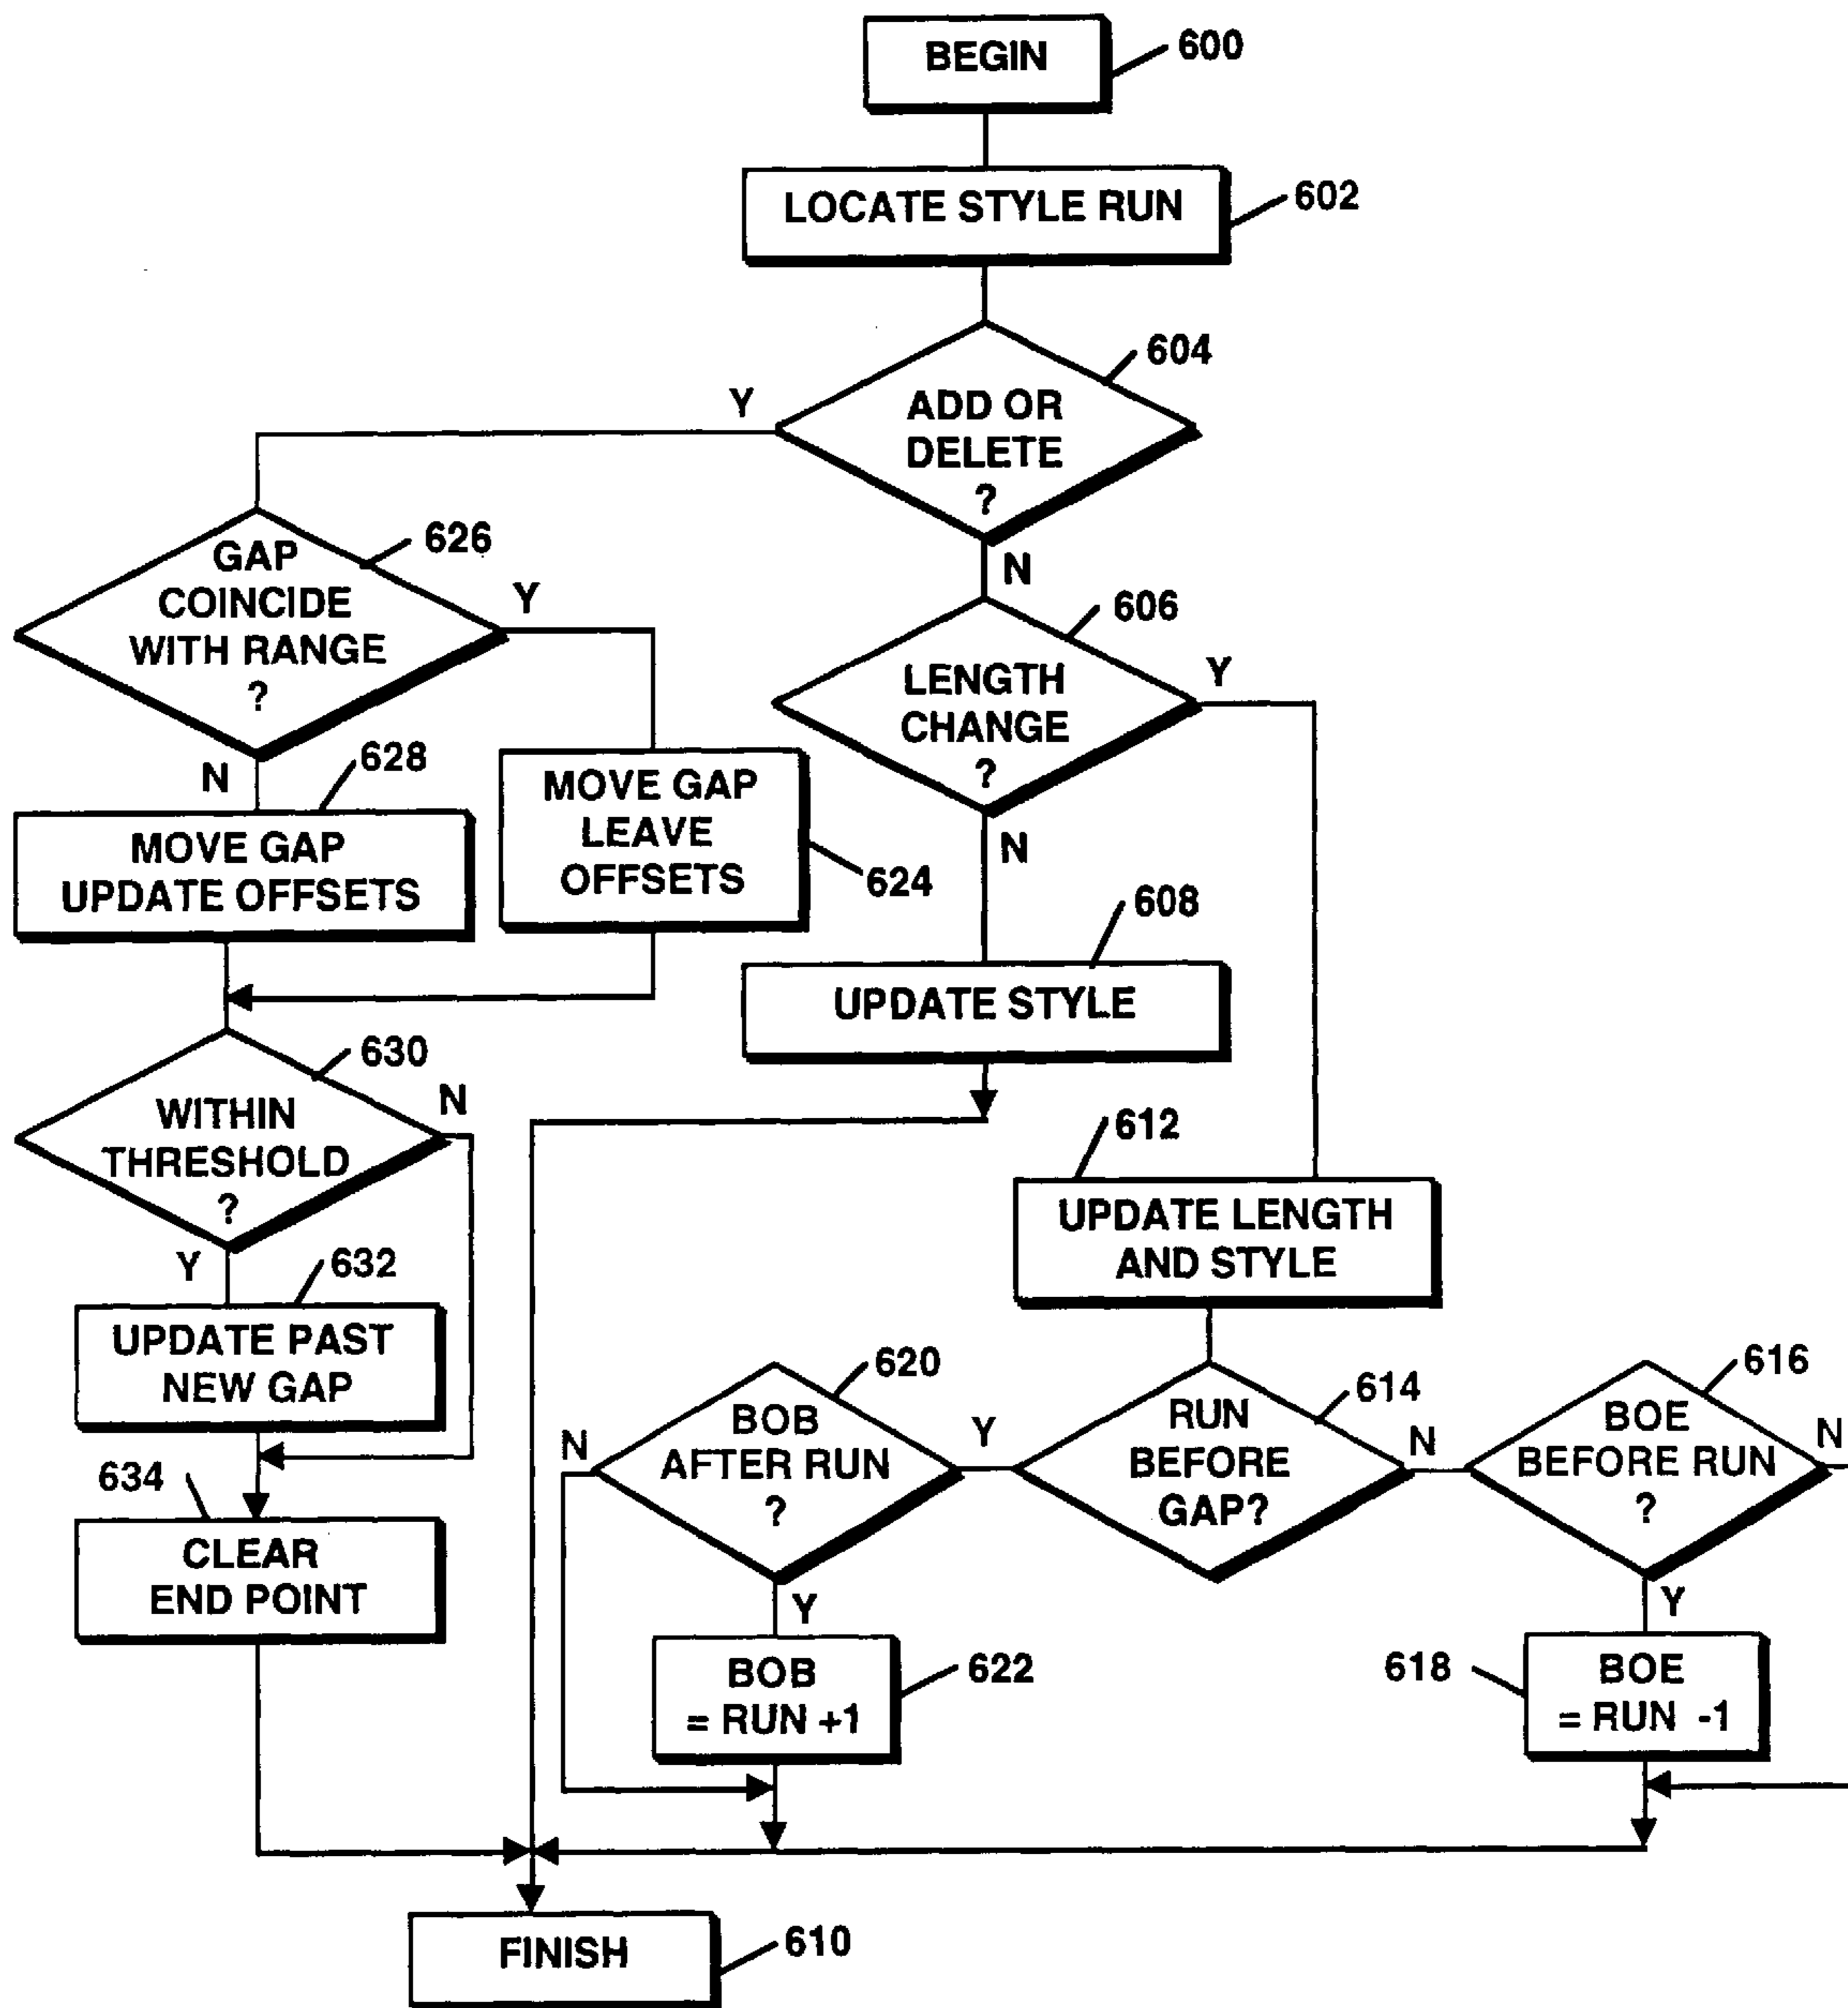 BEGIN
600
LOCATE STYLE RUN
602
604
Y
ADD OR
DELETE
?
N
626
GAP
COINCIDE
WITH RANGE
?
Y
N
606
LENGTH
CHANGE
?
Y
N
628
MOVE GAP
UPDATE OFFSETS
MOVE GAP
LEAVE
OFFSETS
624
608
UPDATE STYLE
630
WITHIN
THRESHOLD
?
N
Y
612
UPDATE LENGTH
AND STYLE
632
UPDATE PAST
NEW GAP
620
BOB
AFTER RUN
?
N
Y
Y
614
RUN
BEFORE
GAP?
N
616
BOE
BEFORE RUN
?
N
Y
634
CLEAR
END POINT
BOB
= RUN +1
622
618
BOE
= RUN -1
FINISH
610